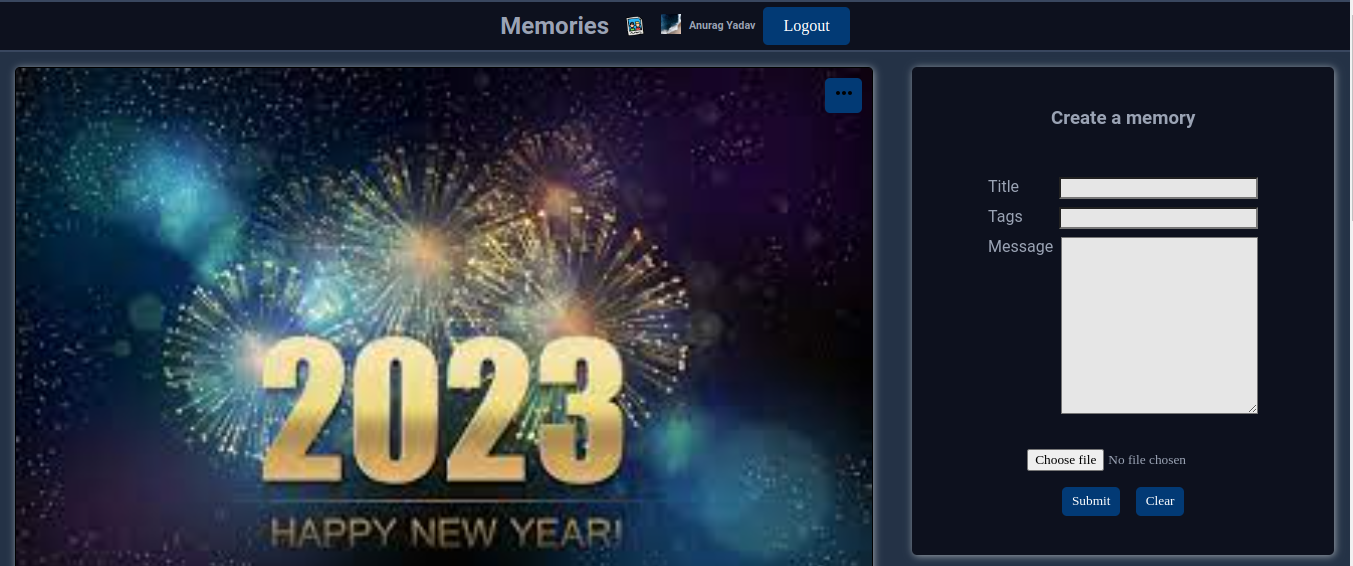 Memories Anurag Yadav Logout
...
2023
HAPPY NEW YEAR!
Create a memory
Title
Tags
Message
Choose file No file chosen
Submit Clear